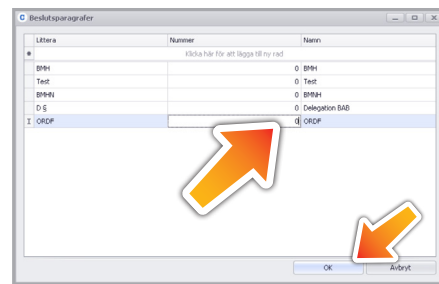 C Beslutsparagrafer
Littera Nummer Namn
Klicka här för att lägga till ny rad
BMH 0 BMH
Test 0 Test
BMHN 0 BMNH
D § 0 Delegation BAB
ORDF 0 ORDF
OK Avbryt